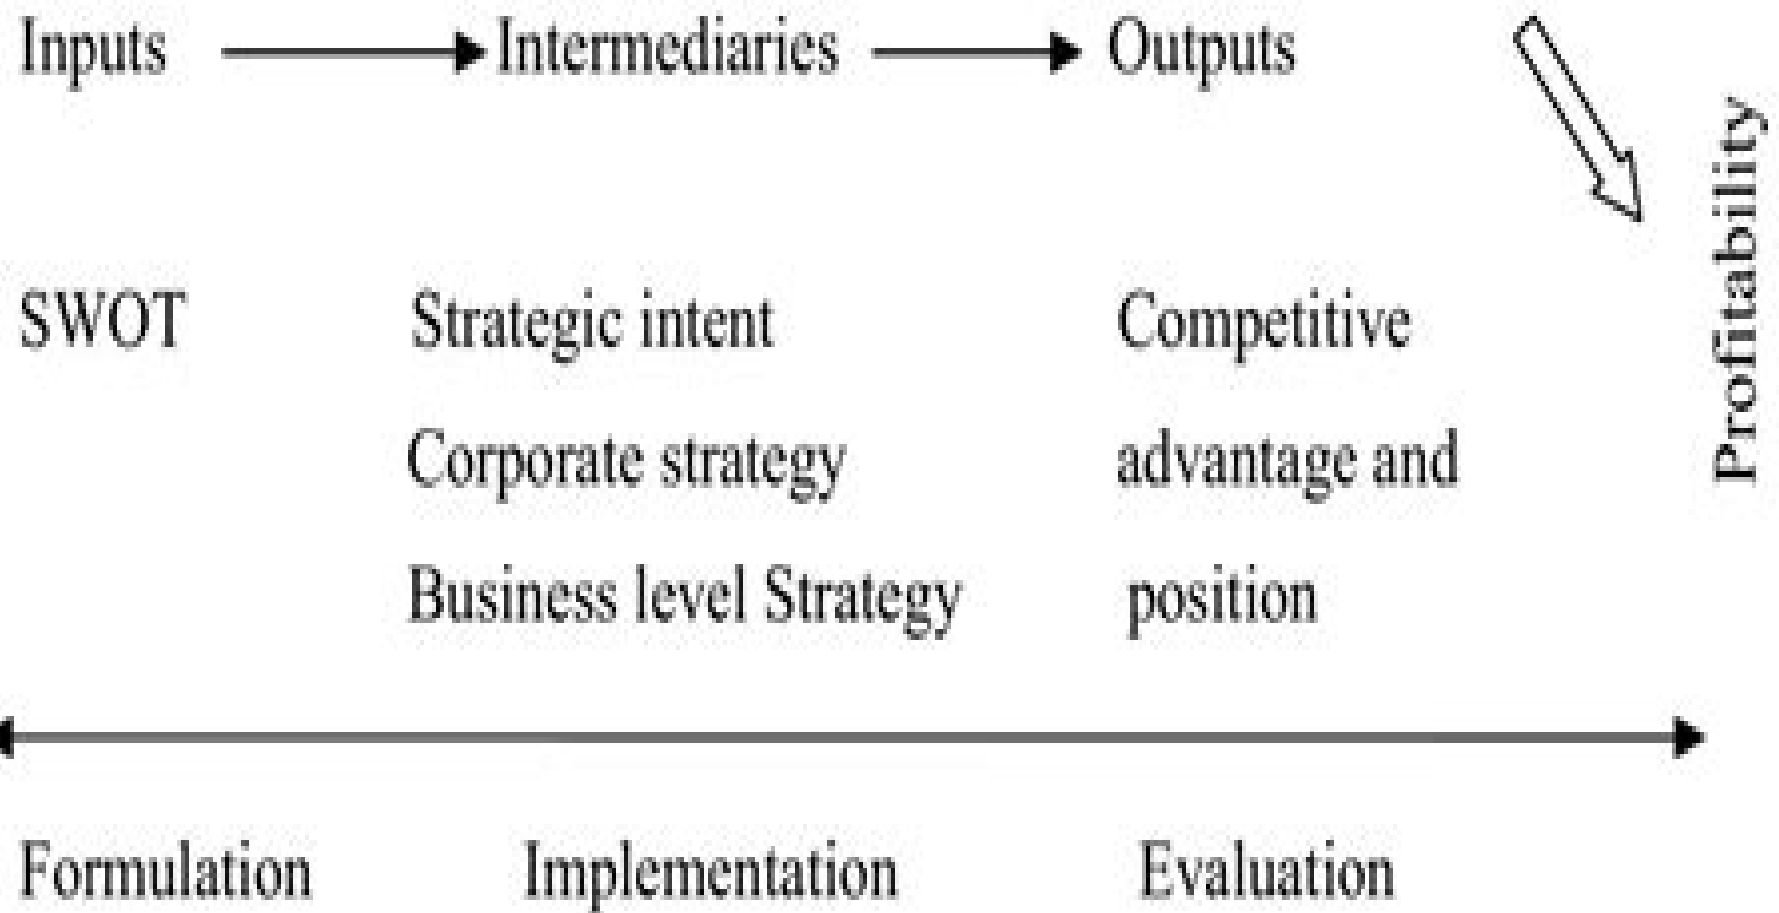 Inputs Intermediaries Outputs
Profitability
SWOT Strategic intent Competitive
Corporate strategy advantage and
Business level Strategy position
Formulation Implementation Evaluation